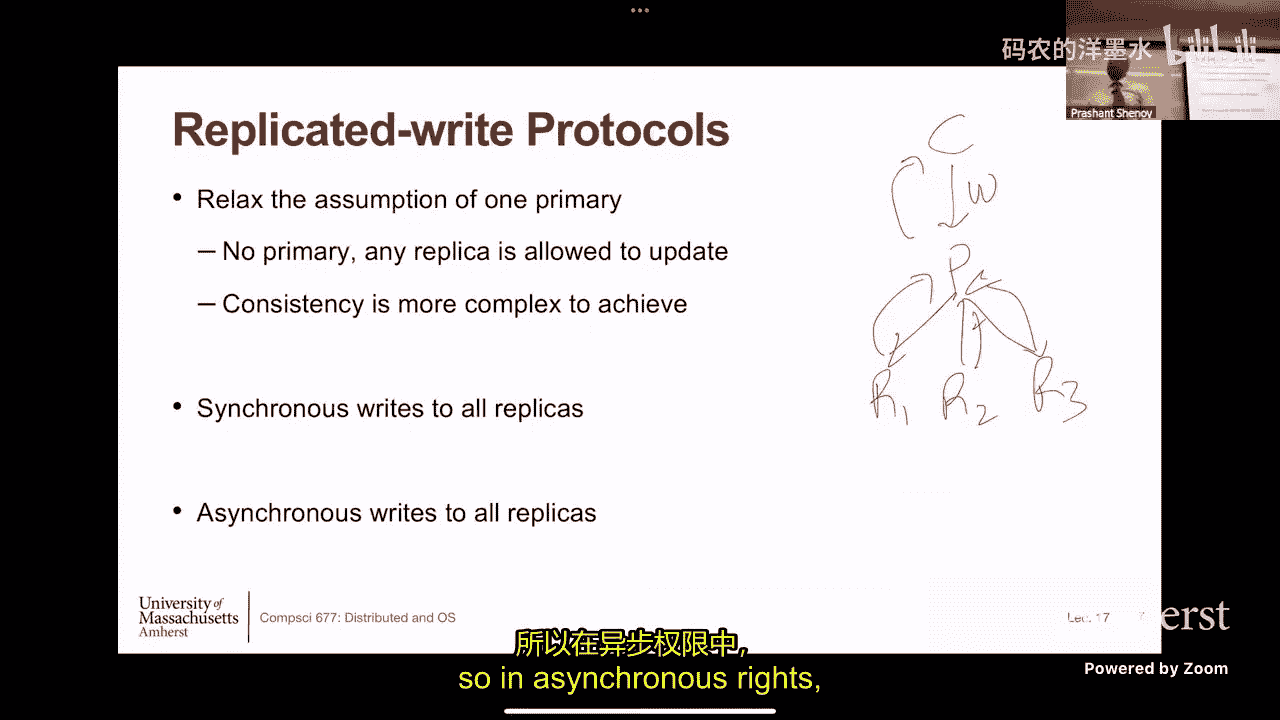 码农的洋墨水 bilibili
Prashant Shenoy
Replicated-write Protocols
• Relax the assumption of one primary
– No primary, any replica is allowed to update
– Consistency is more complex to achieve
• Synchronous writes to all replicas
• Asynchronous writes to all replicas
C
W
P
R1 R2 R3
University of
Massachusetts
Amherst
Compsci 677: Distributed and OS
Lec. 17
erst
所以在异步权限中,
so in asynchronous rights,
Powered by Zoom